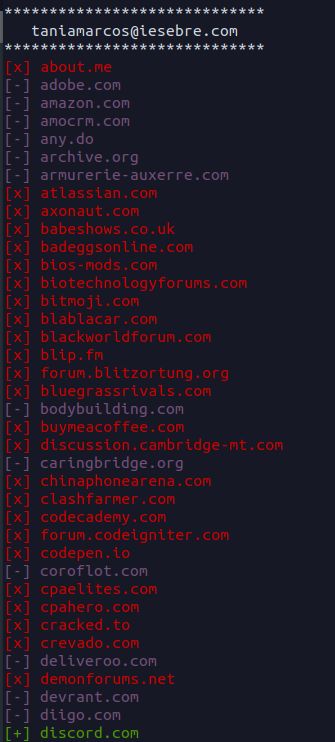 ****************************
taniamarcos@iesebre.com
****************************
[x] about.me
[-] adobe.com
[-] amazon.com
[-] amocrm.com
[-] any.do
[-] archive.org
[-] armurerie-auxerre.com
[x] atlassian.com
[x] axonaut.com
[x] babeshows.co.uk
[x] badeggsonline.com
[x] bios-mods.com
[x] biotechnologyforums.com
[x] bitmoji.com
[x] blablacar.com
[x] blackworldforum.com
[x] blip.fm
[x] forum.blitzortung.org
[x] bluegrassrivals.com
[-] bodybuilding.com
[x] buymeacoffee.com
[x] discussion.cambridge-mt.com
[-] caringbridge.org
[x] chinaphonearena.com
[x] clashfarmer.com
[x] codecademy.com
[x] forum.codeigniter.com
[x] codepen.io
[-] coroflot.com
[x] cpaelites.com
[x] cpahero.com
[x] cracked.to
[x] crevado.com
[-] deliveroo.com
[x] demonforums.net
[-] devrant.com
[-] diigo.com
[+] discord.com